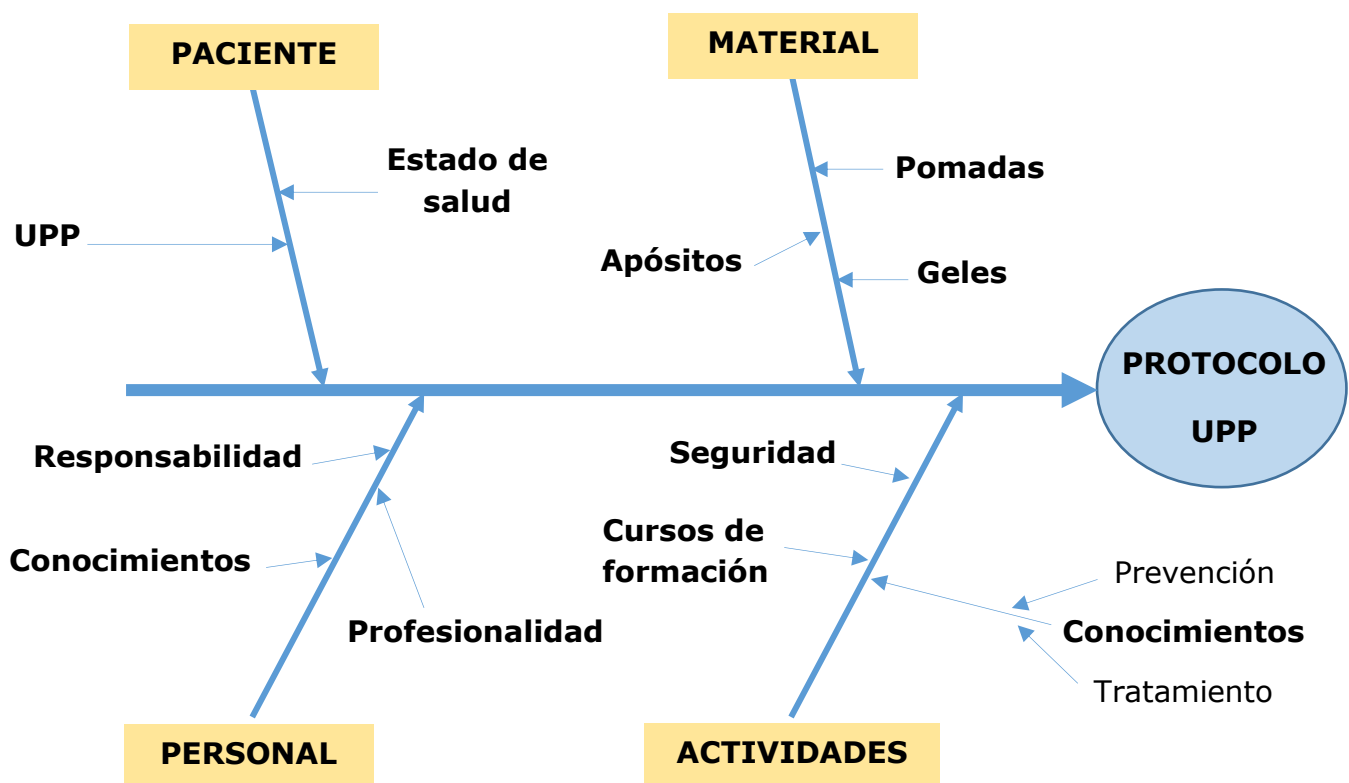 PACIENTE
MATERIAL
Estado de
salud
Pomadas
UPP
Apósitos
Geles
PROTOCOLO
UPP
Responsabilidad
Seguridad
Cursos de
formación
Conocimientos
Prevención
Profesionalidad
Conocimientos
Tratamiento
PERSONAL
ACTIVIDADES